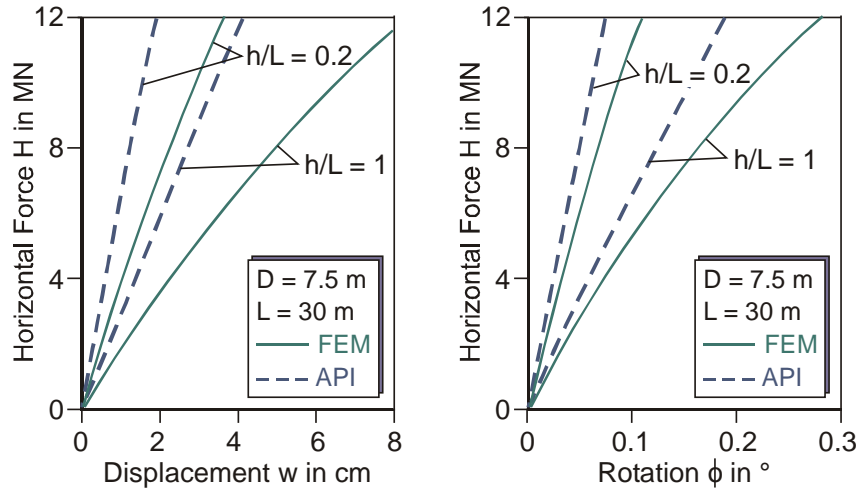 Horizontal Force H in MN
12
8
4
0
h/L = 0.2
h/L = 1
D = 7.5 m
L = 30 m
FEM
API
0 2 4 6 8
Displacement w in cm
Horizontal Force H in MN
12
8
4
0
h/L = 0.2
h/L = 1
D = 7.5 m
L = 30 m
FEM
API
0 0.1 0.2 0.3
Rotation ϕ in °